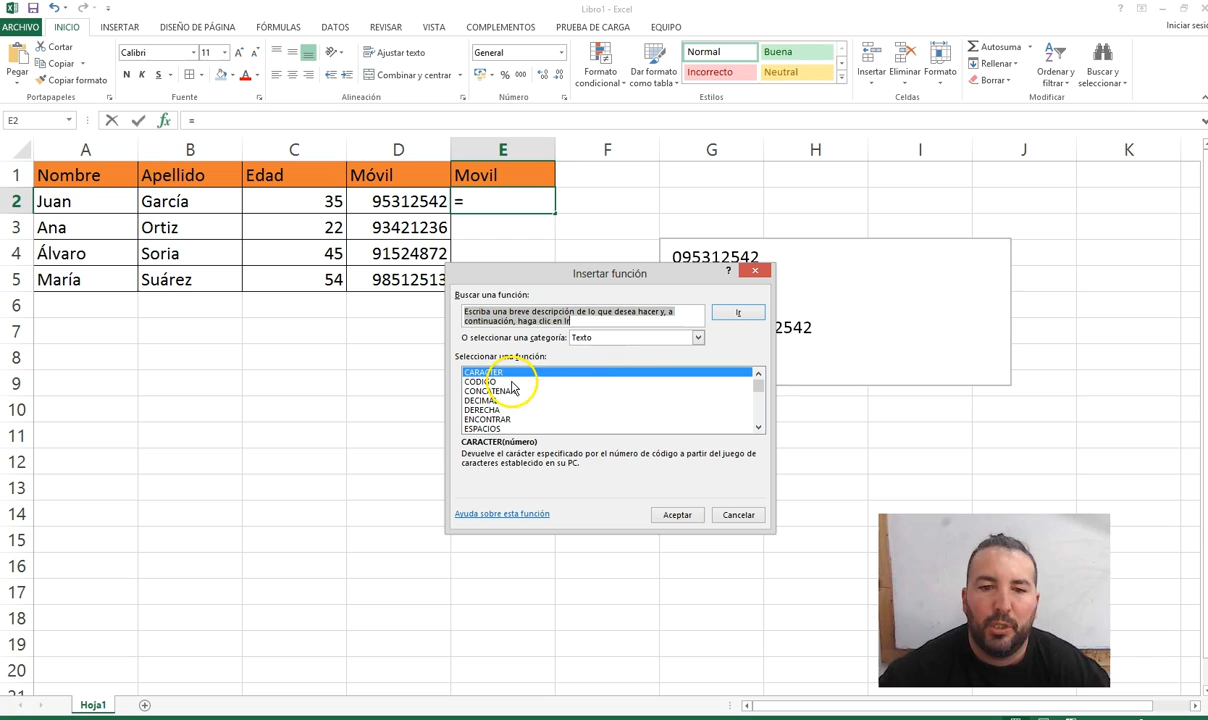 Libro1 - Excel
ARCHIVO INICIO INSERTAR DISEÑO DE PÁGINA FÓRMULAS DATOS REVISAR VISTA COMPLEMENTOS PRUEBA DE CARGA EQUIPO Iniciar sesi
Pegar Cortar
Copiar
Copiar formato
Calibri 11
N K S
Ajustar texto
Combinar y centrar
General
% 000
Formato condicional
Dar formato como tabla
Normal Buena
Incorrecto Neutral
Insertar Eliminar Formato
Autosuma
Rellenar
Borrar
Ordenar y filtrar
Buscar y seleccionar
Portapapeles Fuente Alineación Número Estilos Celdas Modificar
E2 fx =
A B C D E F G H I J K
1 Nombre Apellido Edad Móvil Movil
2 Juan García 35 95312542 =
3 Ana Ortiz 22 93421236
4 Álvaro Soria 45 91524872
5 María Suárez 54 98512513
6
7
8
9
10
11
12
13
14
15
16
17
18
19
20
21
095312542
2542
Insertar función ?
Buscar una función:
Escriba una breve descripción de lo que desea hacer y, a
continuación, haga clic en Ir
Ir
O seleccionar una categoría: Texto
Seleccionar una función:
CARACTER
CODIGO
CONCATENAR
DECIMAL
DERECHA
ENCONTRAR
ESPACIOS
CARACTER(número)
Devuelve el carácter especificado por el número de código a partir del juego de
caracteres establecido en su PC.
Ayuda sobre esta función
Aceptar Cancelar
Hoja1